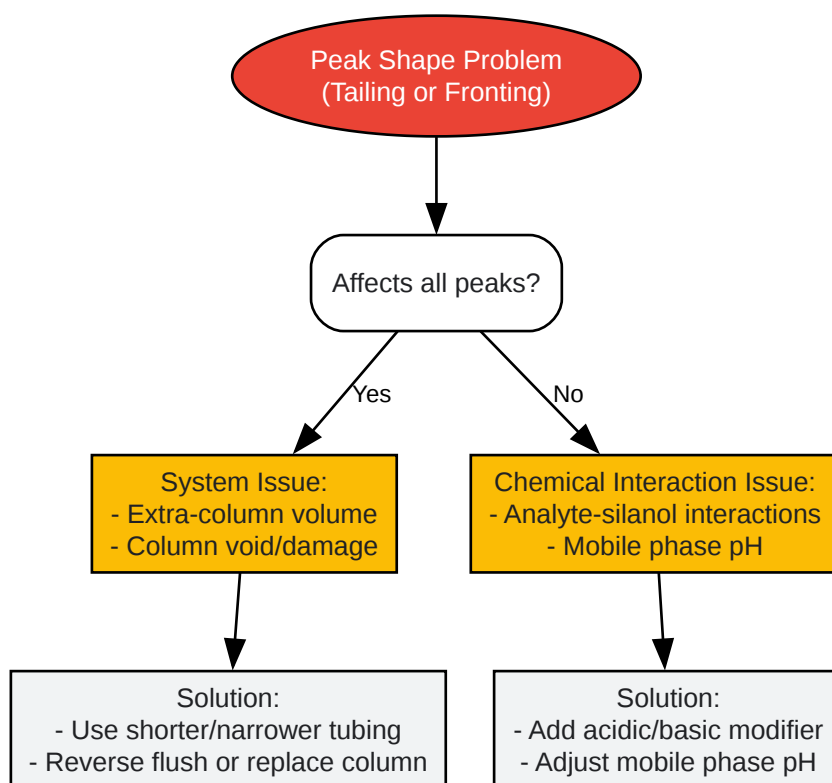 Peak Shape Problem
(Tailing or Fronting)
Affects all peaks?
Yes
No
System Issue:
- Extra-column volume
- Column void/damage
Chemical Interaction Issue:
- Analyte-silanol interactions
- Mobile phase pH
Solution:
- Use shorter/narrower tubing
- Reverse flush or replace column
Solution:
- Add acidic/basic modifier
- Adjust mobile phase pH